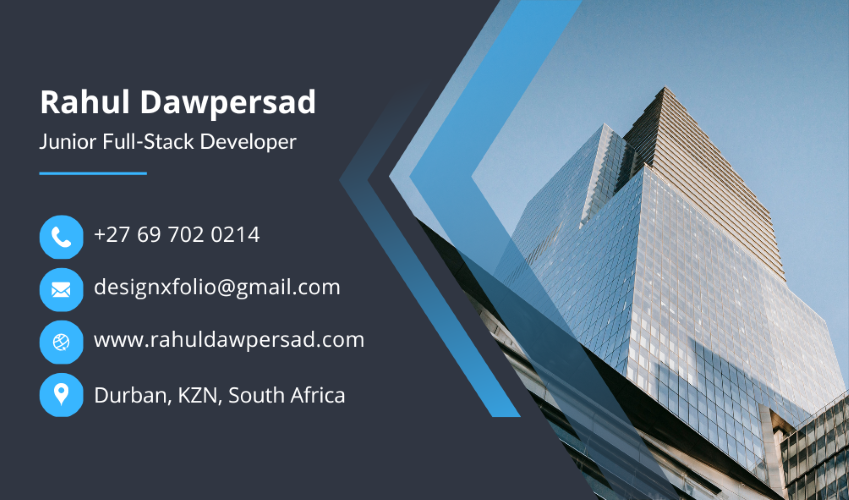 Rahul Dawpersad
Junior Full-Stack Developer
+27 69 702 0214
designxfolio@gmail.com
www.rahuldawpersad.com
Durban, KZN, South Africa